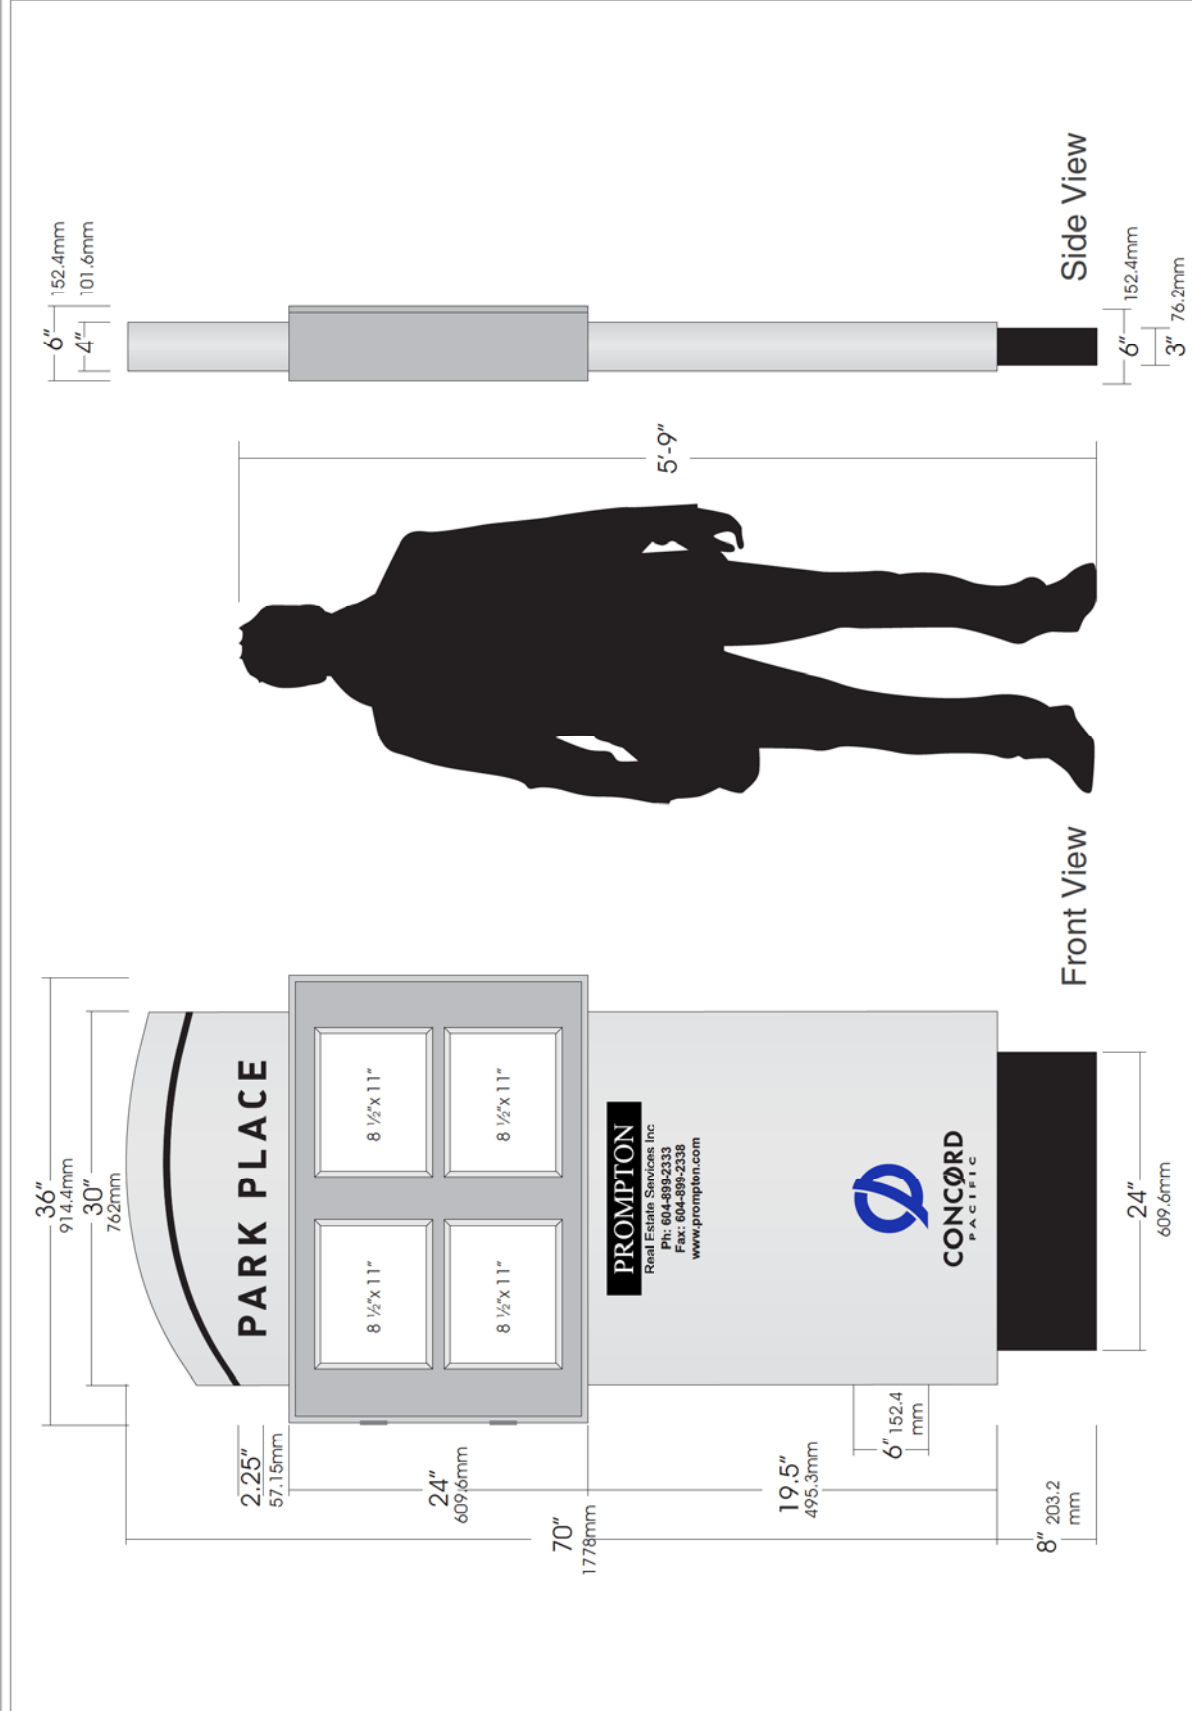 36"
914.4mm
30"
762mm
PARK PLACE
2.25"
57.15mm
8 ½"x 11"
8 ½"x 11"
8 ½"x 11"
8 ½"x 11"
24"
609.6mm
70"
1778mm
PROMPTON
Real Estate Services Inc
Ph: 604-899-2333
Fax: 604-899-2338
www.prompton.com
19.5"
495.3mm
6" 152.4
mm
CONCØRD
PACIFIC
8" 203.2
mm
24"
609.6mm
Front View
5'-9"
6" 152.4mm
4" 101.6mm
6" 152.4mm
3" 76.2mm
Side View